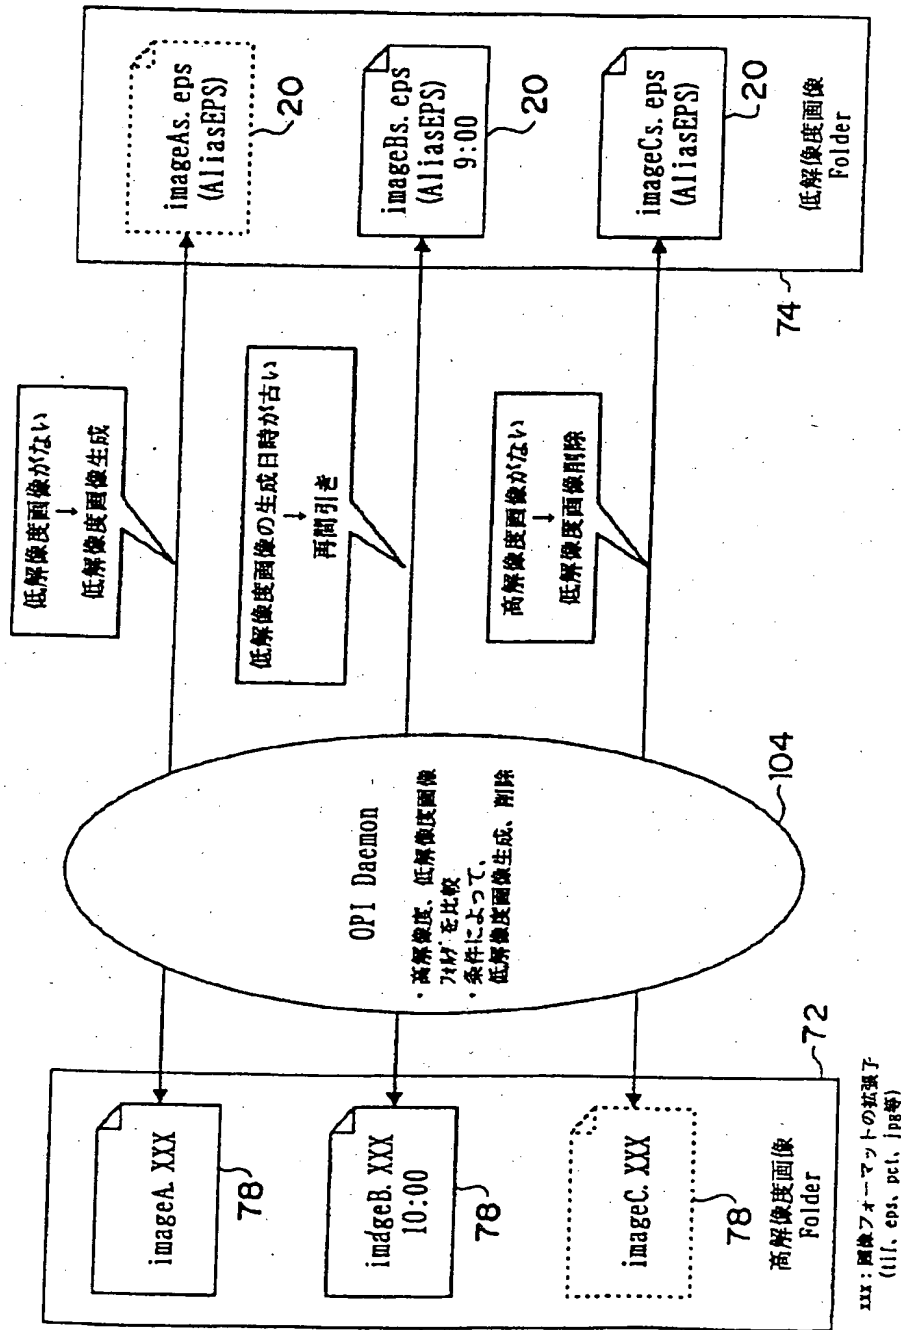 imageA.XXX
78
imageB.XXX
10:00
78
imageC.XXX
78
高解像度画像
Folder
72
XXX：画像フォーマットの拡張子
(tif、eps、pct、jpg等)
OPI Daemon
・高解像度、低解像度画像
ﾌｫﾙﾀﾞを比較
・条件によって、
低解像度画像生成、削除
104
低解像度画像がない
↓
低解像度画像生成
低解像度画像の生成日時が古い
↓
再間引き
高解像度画像がない
↓
低解像度画像削除
imageAs.eps
(AliasEPS)
20
imageBs.eps
(AliasEPS)
9:00
20
imageCs.eps
(AliasEPS)
20
低解像度画像
Folder
74